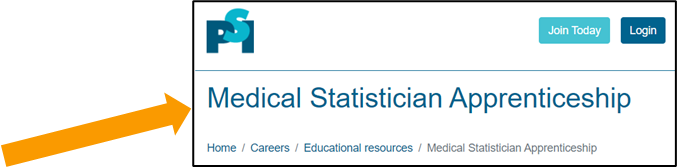 PSI
Join Today
Login
Medical Statistician Apprenticeship
Home / Careers / Educational resources / Medical Statistician Apprenticeship